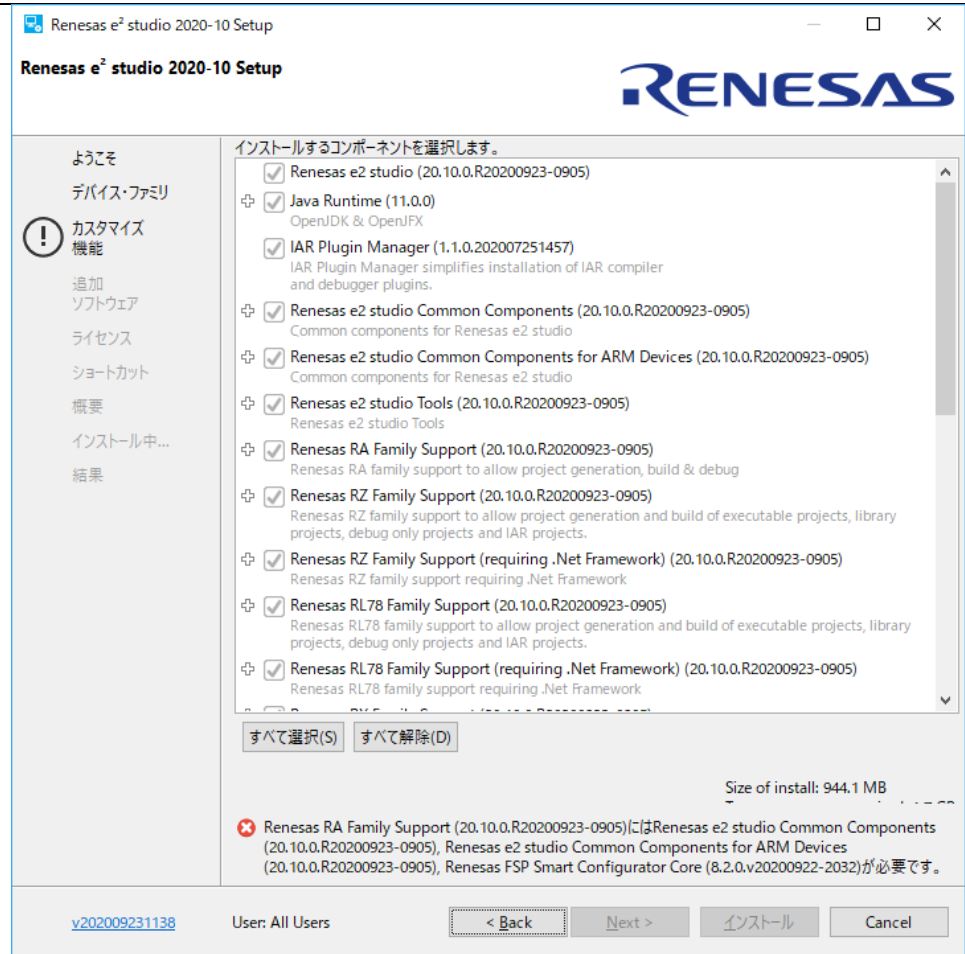 Renesas e² studio 2020-10 Setup
Renesas e² studio 2020-10 Setup
RENESAS
ようこそ
デバイス・ファミリ
カスタマイズ
機能
追加
ソフトウェア
ライセンス
ショートカット
概要
インストール中...
結果
インストールするコンポーネントを選択します。
Renesas e2 studio (20.10.0.R20200923-0905)
Java Runtime (11.0.0)
OpenJDK & OpenJFX
IAR Plugin Manager (1.1.0.202007251457)
IAR Plugin Manager simplifies installation of IAR compiler
and debugger plugins.
Renesas e2 studio Common Components (20.10.0.R20200923-0905)
Common components for Renesas e2 studio
Renesas e2 studio Common Components for ARM Devices (20.10.0.R20200923-0905)
Common components for Renesas e2 studio
Renesas e2 studio Tools (20.10.0.R20200923-0905)
Renesas e2 studio Tools
Renesas RA Family Support (20.10.0.R20200923-0905)
Renesas RA family support to allow project generation, build & debug
Renesas RZ Family Support (20.10.0.R20200923-0905)
Renesas RZ family support to allow project generation and build of executable projects, library
projects, debug only projects and IAR projects.
Renesas RZ Family Support (requiring .Net Framework) (20.10.0.R20200923-0905)
Renesas RZ family support requiring .Net Framework
Renesas RL78 Family Support (20.10.0.R20200923-0905)
Renesas RL78 family support to allow project generation and build of executable projects, library
projects, debug only projects and IAR projects.
Renesas RL78 Family Support (requiring .Net Framework) (20.10.0.R20200923-0905)
Renesas RL78 family support requiring .Net Framework
すべて選択(S) すべて解除(D)
Size of install: 944.1 MB
Renesas RA Family Support (20.10.0.R20200923-0905)にはRenesas e2 studio Common Components
(20.10.0.R20200923-0905), Renesas e2 studio Common Components for ARM Devices
(20.10.0.R20200923-0905), Renesas FSP Smart Configurator Core (8.2.0.v20200922-2032)が必要です。
v202009231138 User: All Users < Back Next > インストール Cancel